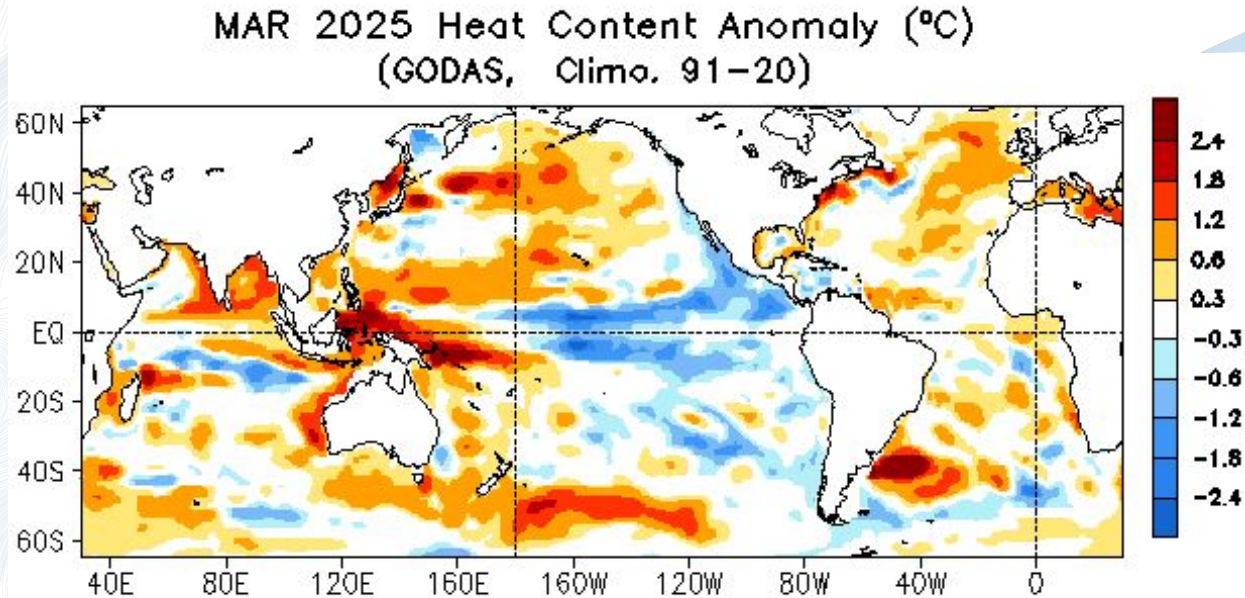 MAR 2025 Heat Content Anomaly (ºC)
(GODAS, Climo. 91-20)
60N
40N
20N
EQ
20S
40S
60S
40E 80E 120E 160E 160W 120W 80W 40W 0
2.4
1.8
1.2
0.6
0.3
-0.3
-0.6
-1.2
-1.8
-2.4